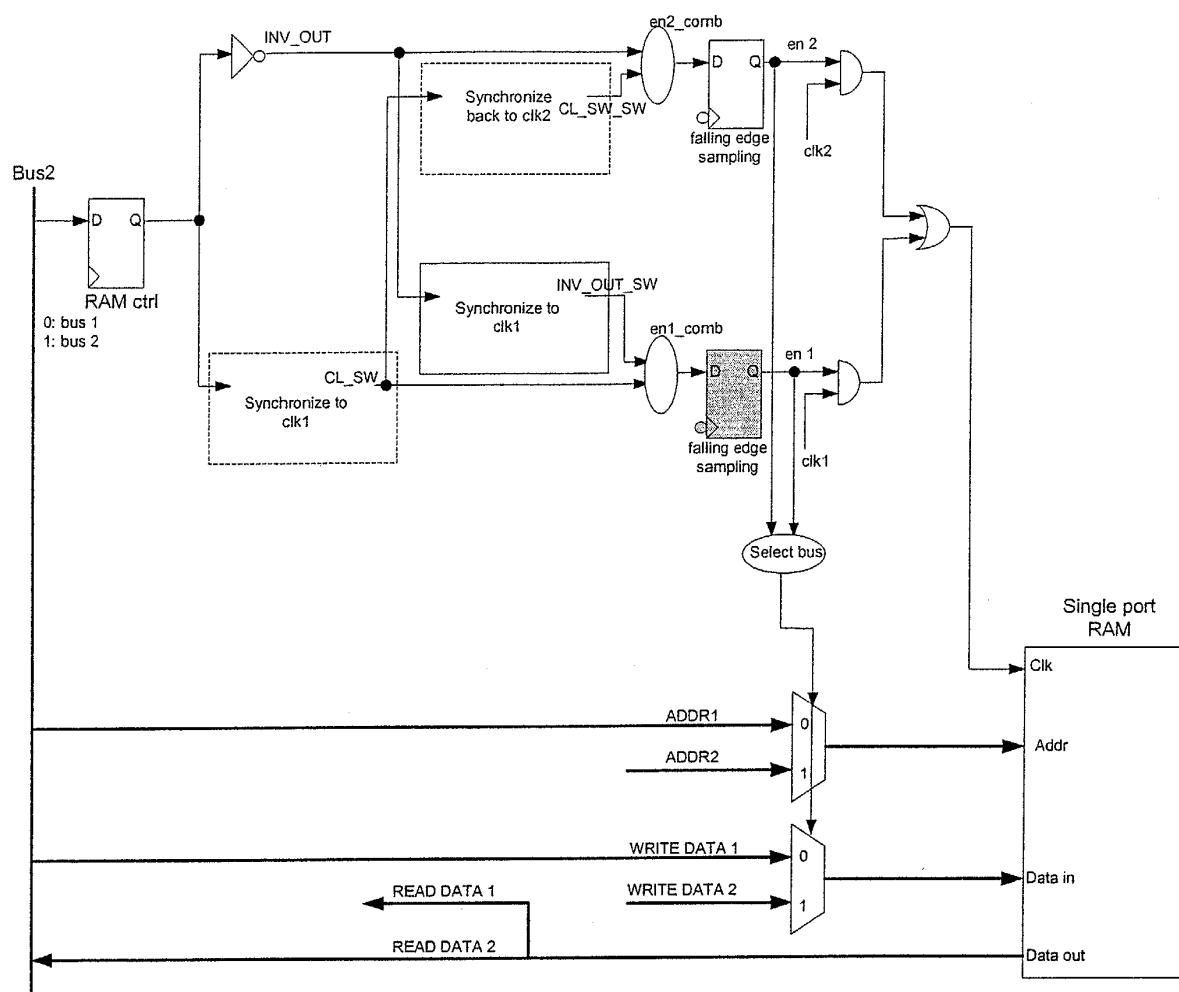 INV_OUT
en2_comb
D
Q
en 2
Synchronize
back to clk2
CL_SW_SW
falling edge
sampling
clk2
Bus2
D
Q
RAM ctrl
0: bus 1
1: bus 2
INV_OUT_SW
Synchronize to
clk1
en1_comb
D
Q
en 1
CL_SW
Synchronize to
clk1
falling edge
sampling
clk1
Select bus
Single port
RAM
Clk
ADDR1
0
Addr
ADDR2
1
WRITE DATA 1
0
Data in
WRITE DATA 2
1
READ DATA 1
READ DATA 2
Data out